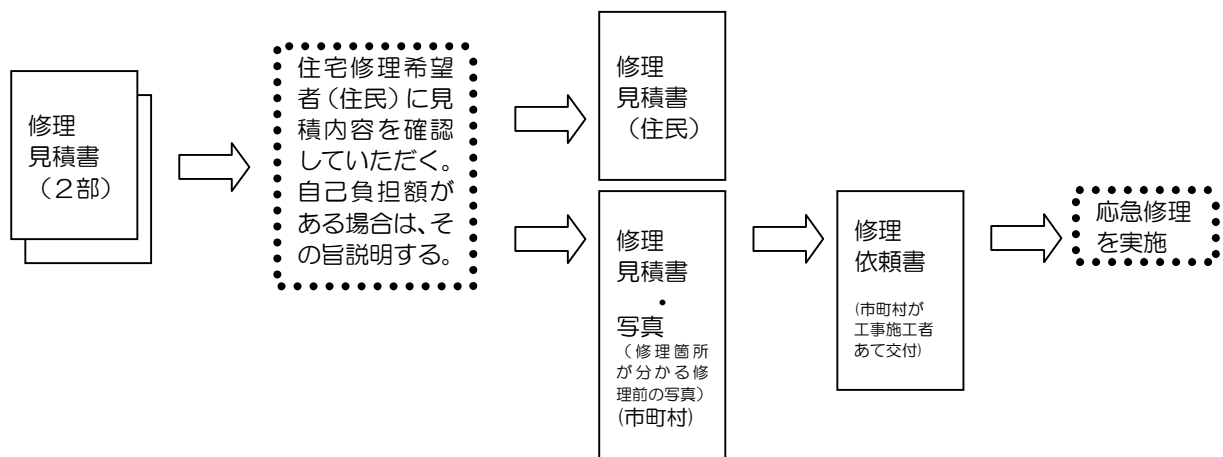 修理
見積書
（２部）
住宅修理希望
者（住民）に見
積内容を確認
していただく。
自己負担額が
ある場合は、そ
の旨説明する。
修理
見積書
（住民）
修理
見積書
・
写真
（修理箇所
が分かる修
理前の写真）
(市町村)
修理
依頼書
(市町村が
工事施工者
あて交付)
応急修理
を実施